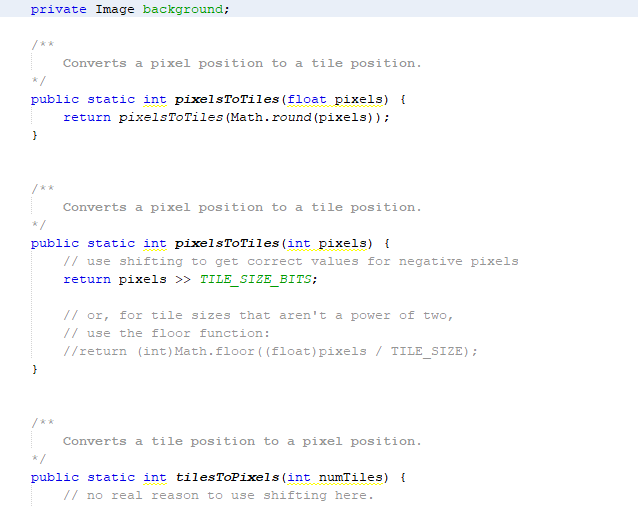 private Image background;
/**
Converts a pixel position to a tile position.
*/
public static int pixelsToTiles(float pixels) {
return pixelsToTiles(Math.round(pixels));
}
/**
Converts a pixel position to a tile position.
*/
public static int pixelsToTiles(int pixels) {
// use shifting to get correct values for negative pixels
return pixels >> TILE_SIZE_BITS;
// or, for tile sizes that aren't a power of two,
// use the floor function:
//return (int)Math.floor((float)pixels / TILE_SIZE);
}
/**
Converts a tile position to a pixel position.
*/
public static int tilesToPixels(int numTiles) {
// no real reason to use shifting here.